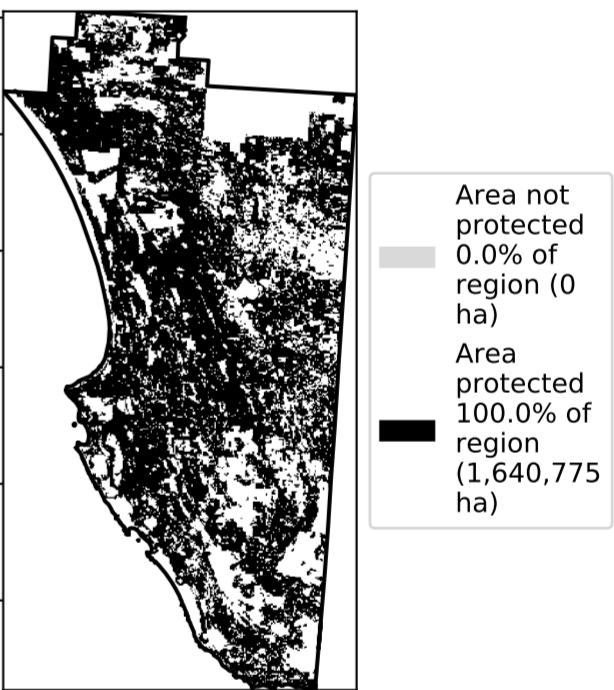 Area not
protected
0.0% of
region (0
ha)
Area
protected
100.0% of
region
(1,640,775
ha)